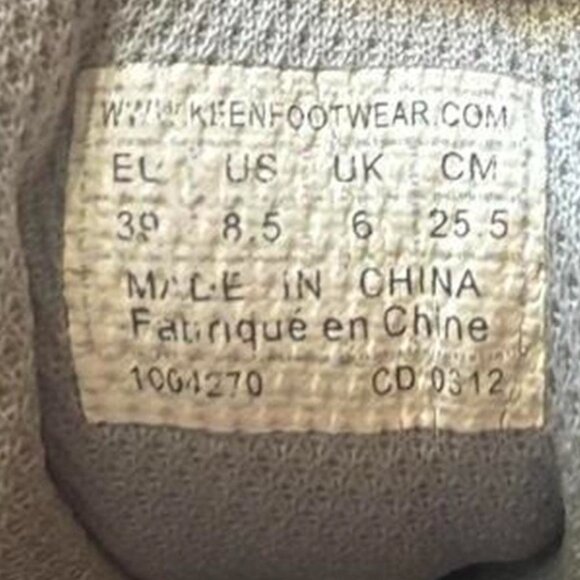 WWW.KEENFOOTWEAR.COM
EU US UK CM
39 8.5 6 25.5
MADE IN CHINA
Fabriqué en Chine
1004270 CD 0312